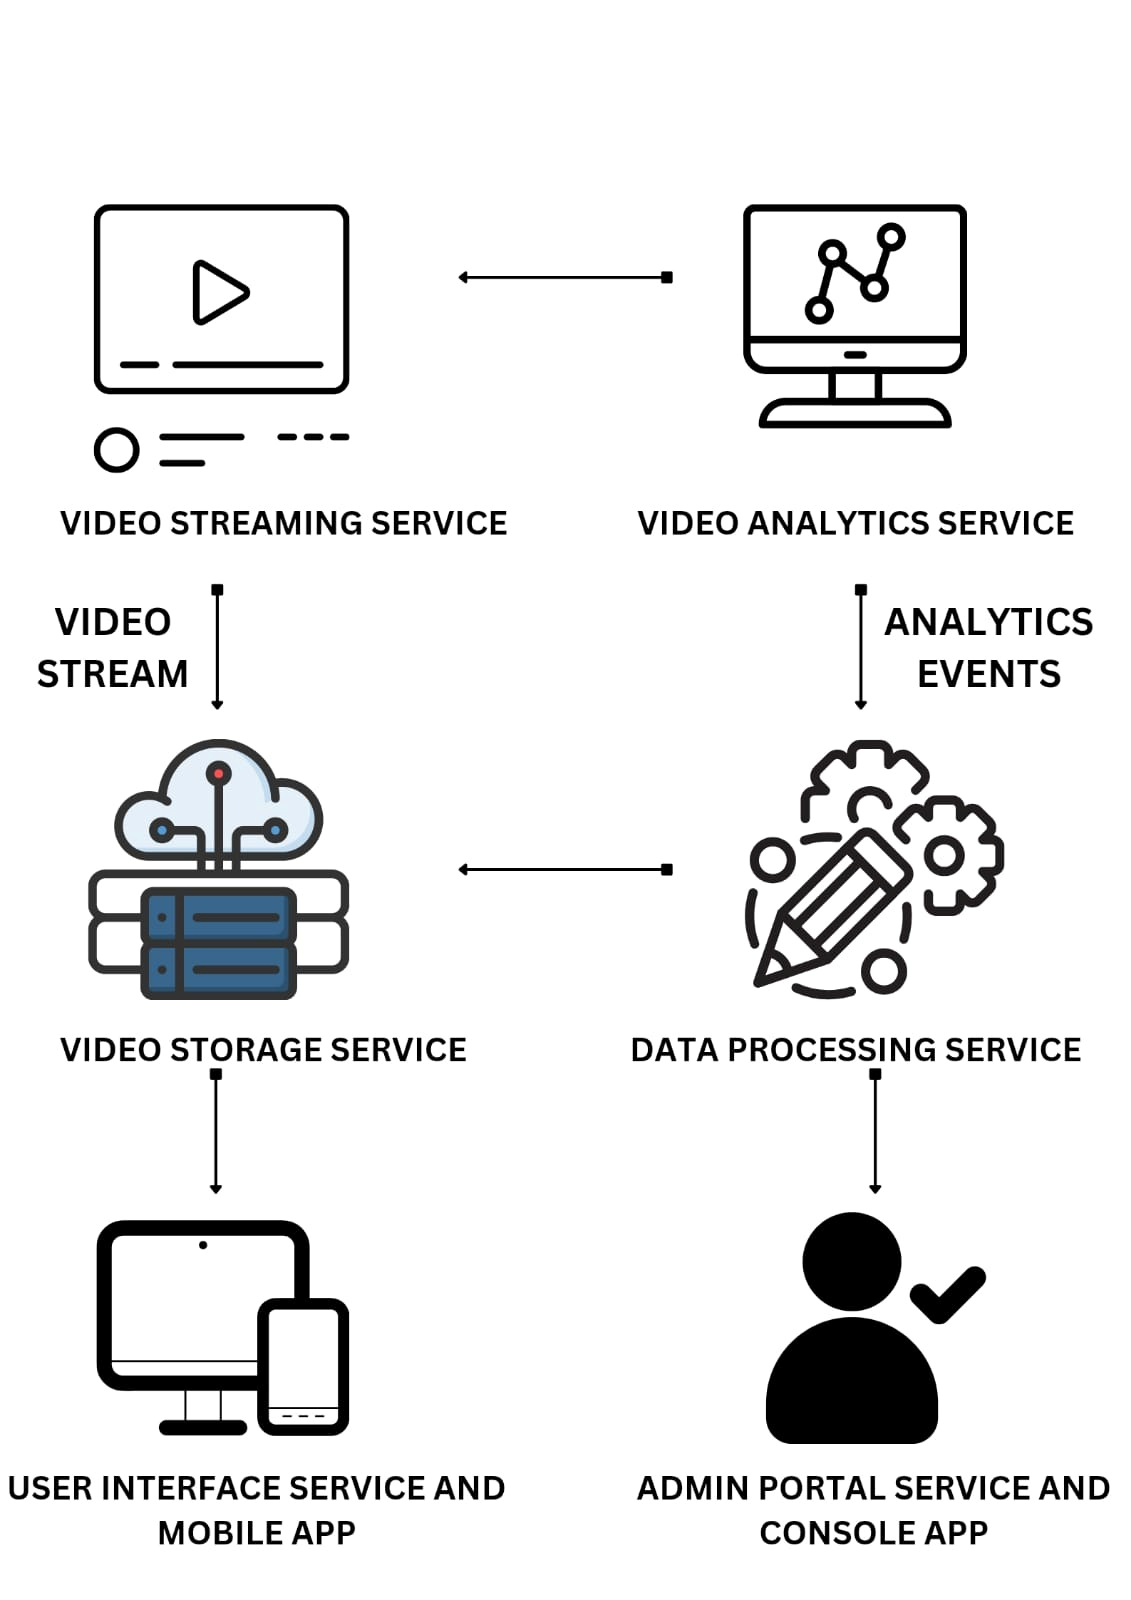 VIDEO STREAMING SERVICE
VIDEO ANALYTICS SERVICE
VIDEO
STREAM
ANALYTICS
EVENTS
VIDEO STORAGE SERVICE
DATA PROCESSING SERVICE
USER INTERFACE SERVICE AND
MOBILE APP
ADMIN PORTAL SERVICE AND
CONSOLE APP